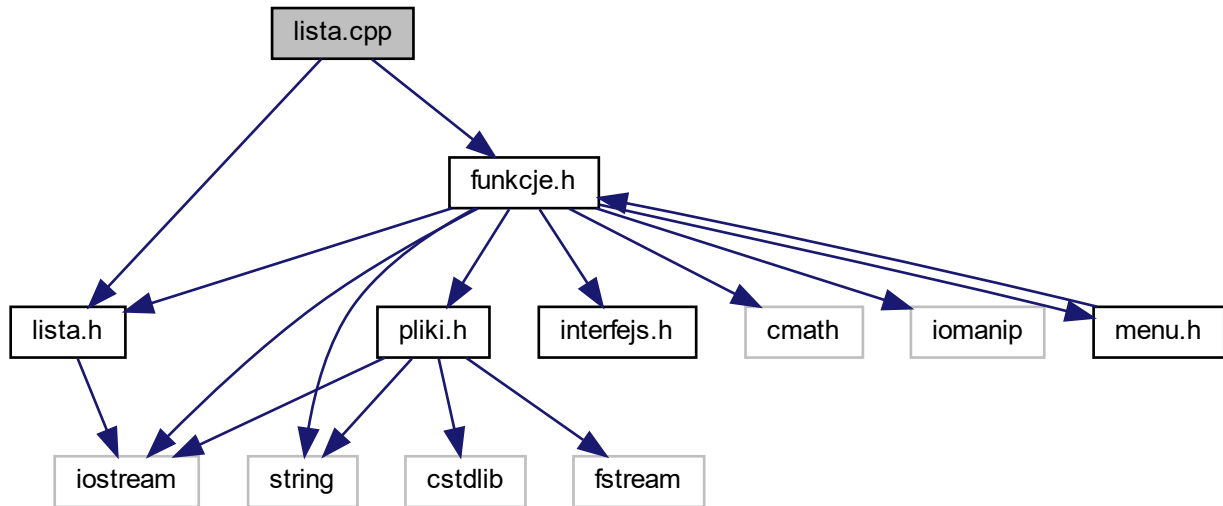 lista.cpp
funkcje.h
lista.h
pliki.h
interfejs.h
cmath
iomanip
menu.h
iostream
string
cstdlib
fstream